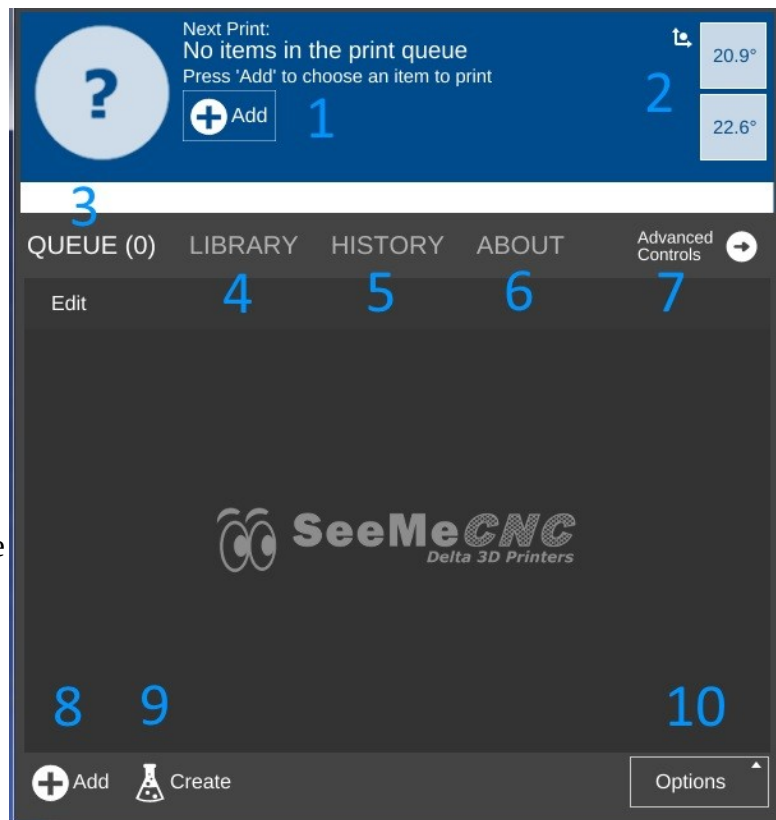 Next Print:
No items in the print queue
Press 'Add' to choose an item to print
?
Add
1
2
20.9°
22.6°
3
QUEUE (0) LIBRARY HISTORY ABOUT Advanced Controls
Edit
4 5 6 7
e
SeeMeCNC
Delta 3D Printers
8 9 10
Add Create Options